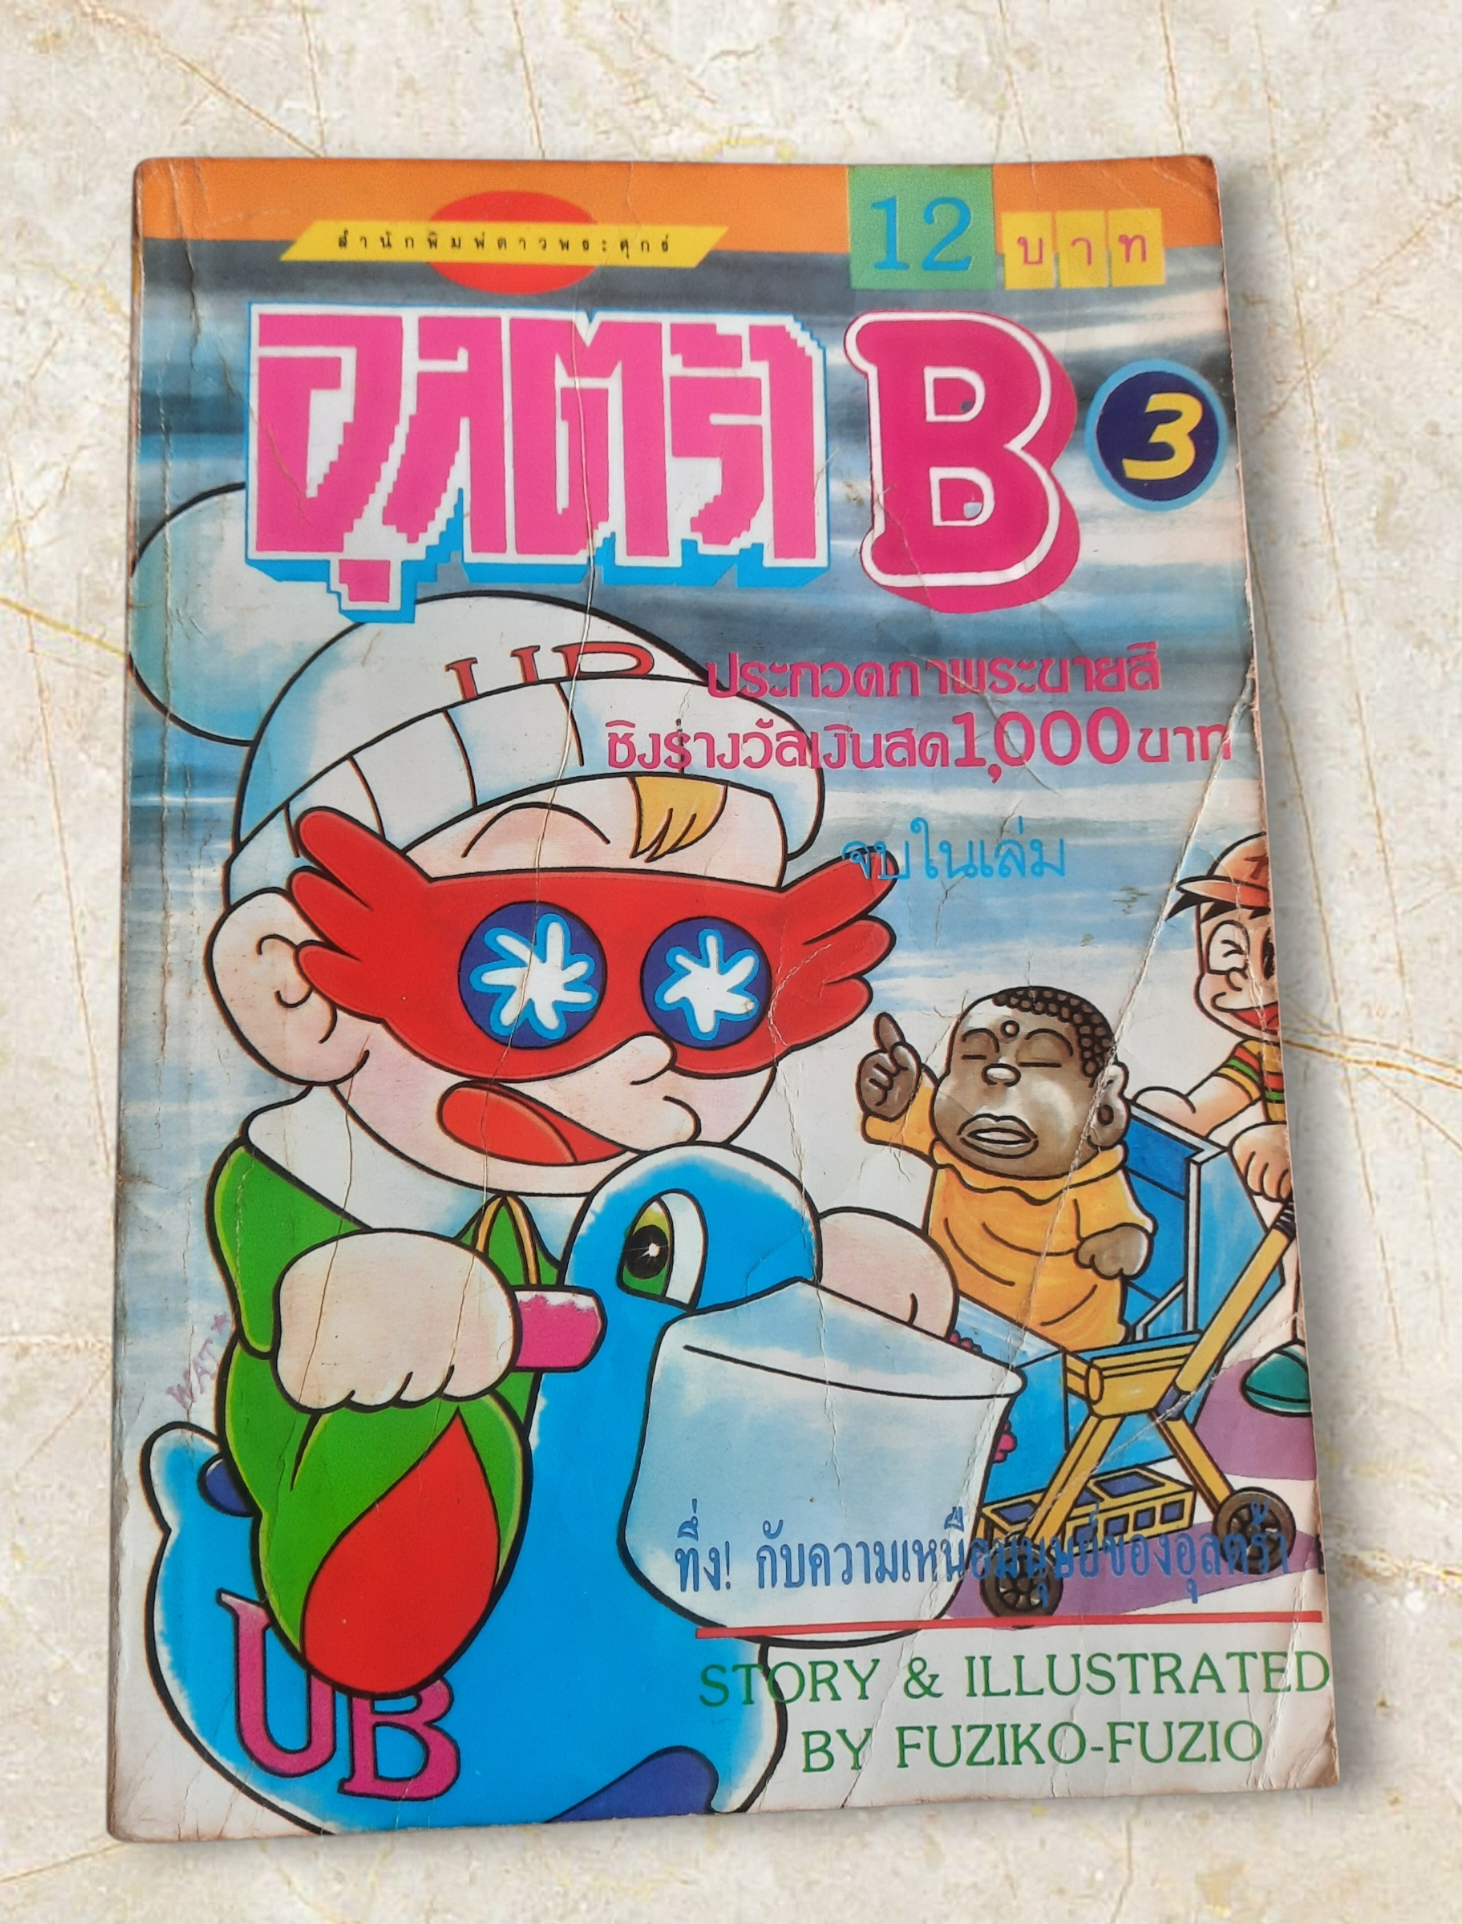 สำนักพิมพ์ดาวพระศุกร์
12 บาท
อุลตร้า B 3
UB
ประกวดภาพระบายสี
ชิงรางวัลเงินสด 1,000 บาท
จบในเล่ม
WAT
ทึ่ง! กับความเหนือมนุษย์ของอุลตร้า
UB
STORY & ILLUSTRATED
BY FUZIKO-FUZIO